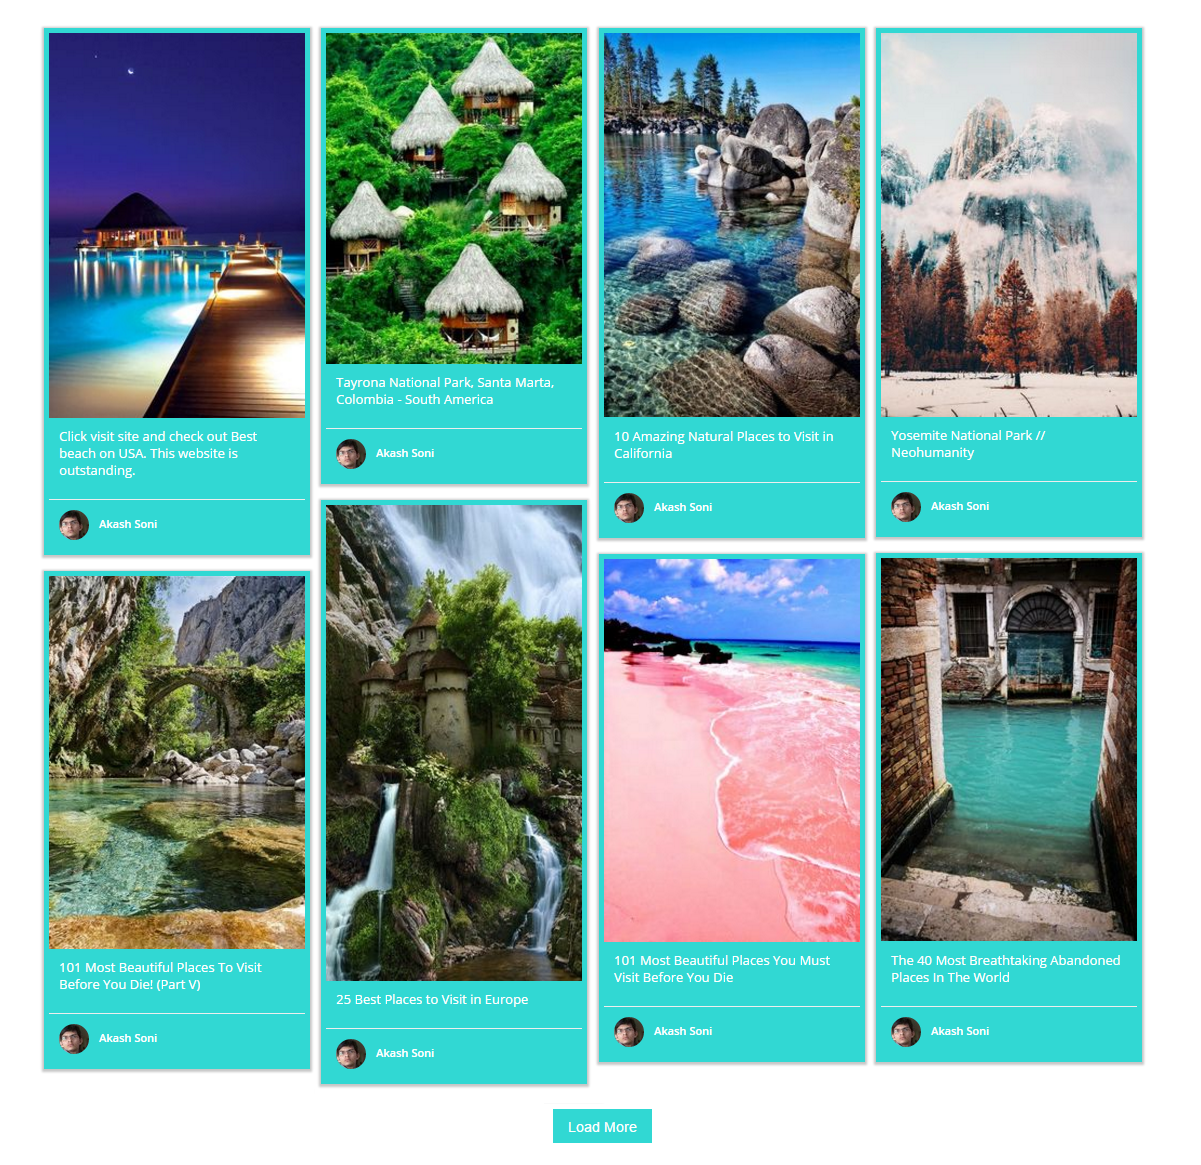 Click visit site and check out Best
beach on USA. This website is
outstanding.
Akash Soni
Tayrona National Park, Santa Marta,
Colombia - South America
Akash Soni
10 Amazing Natural Places to Visit in
California
Akash Soni
Yosemite National Park //
Neohumanity
Akash Soni
101 Most Beautiful Places To Visit
Before You Die! (Part V)
Akash Soni
25 Best Places to Visit in Europe
Akash Soni
101 Most Beautiful Places You Must
Visit Before You Die
Akash Soni
The 40 Most Breathtaking Abandoned
Places In The World
Akash Soni
Load More